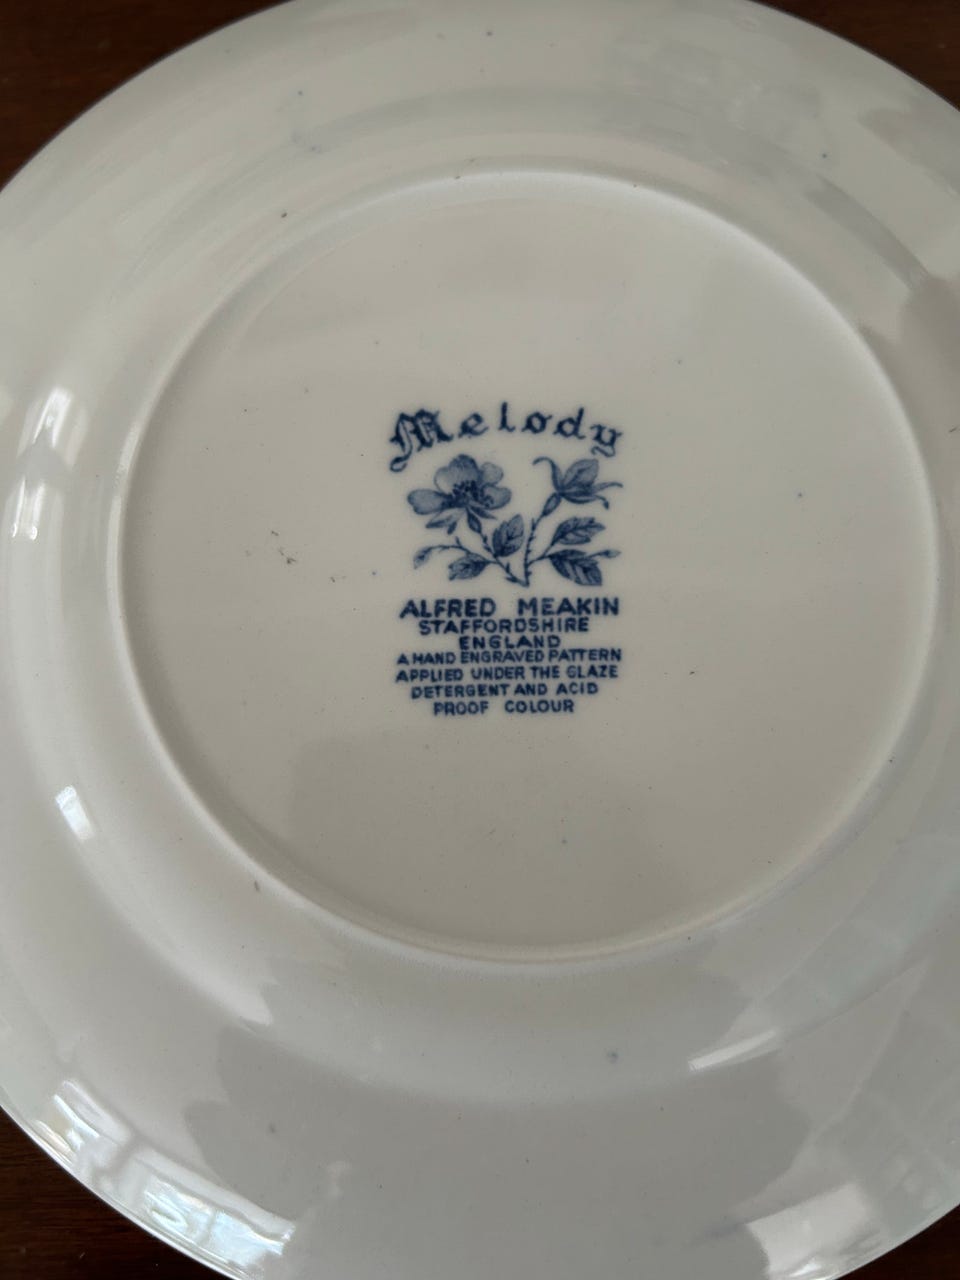 Melody
ALFRED MEAKIN
STAFFORDSHIRE
ENGLAND
A HAND ENGRAVED PATTERN
APPLIED UNDER THE GLAZE
DETERGENT AND ACID
PROOF COLOUR